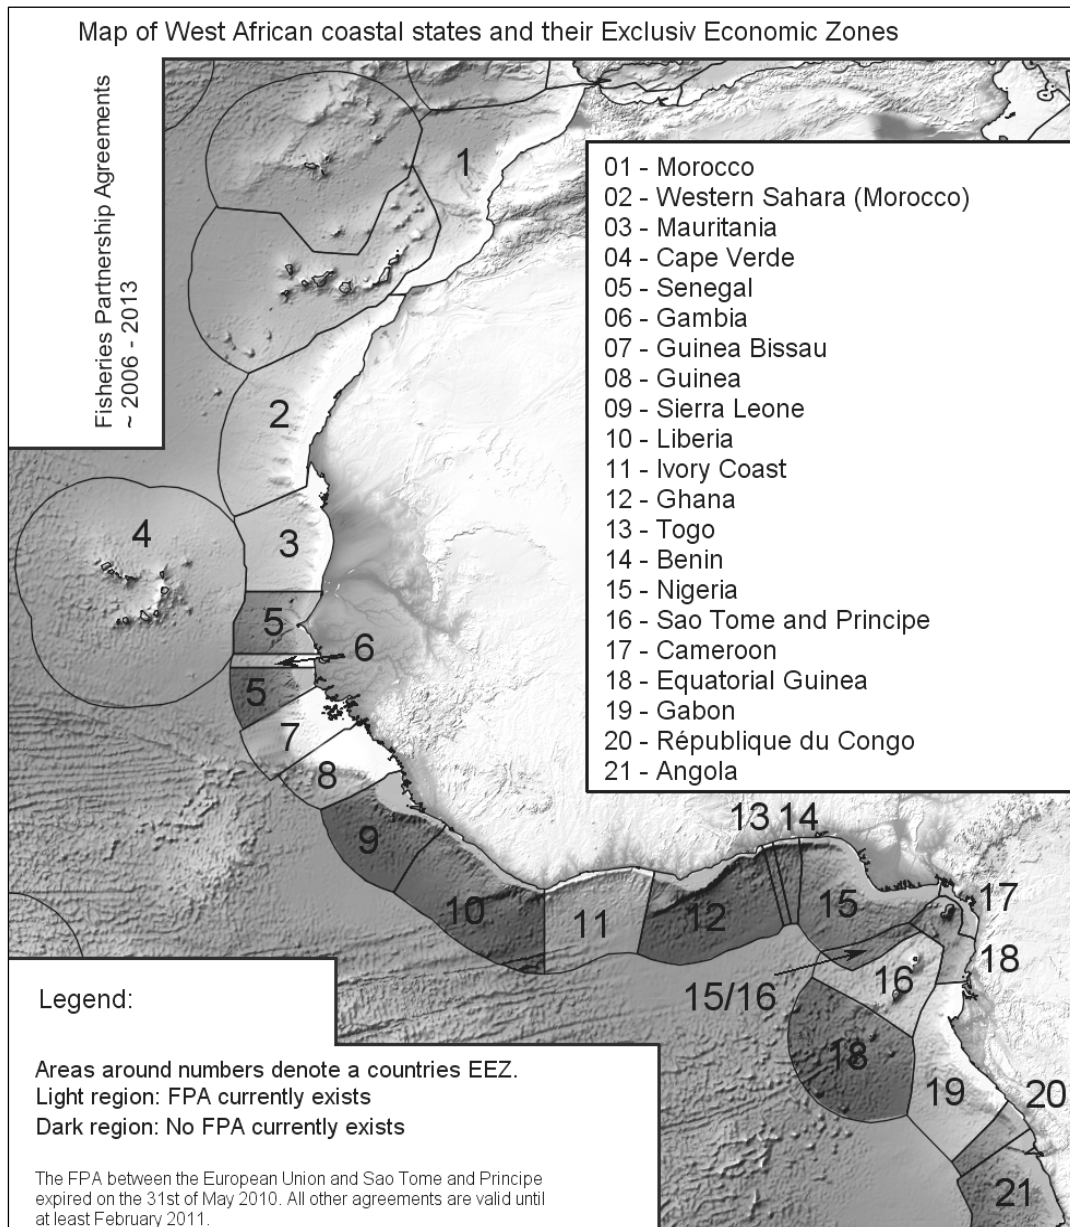 Map of West African coastal states and their Exclusiv Economic Zones
Fisheries Partnership Agreements
~ 2006 - 2013
01 - Morocco
02 - Western Sahara (Morocco)
03 - Mauritania
04 - Cape Verde
05 - Senegal
06 - Gambia
07 - Guinea Bissau
08 - Guinea
09 - Sierra Leone
10 - Liberia
11 - Ivory Coast
12 - Ghana
13 - Togo
14 - Benin
15 - Nigeria
16 - Sao Tome and Principe
17 - Cameroon
18 - Equatorial Guinea
19 - Gabon
20 - République du Congo
21 - Angola
1
2
4
3
5
6
5
7
8
9
10
11
12
13
14
15
17
18
16
15/16
18
19
20
21
Legend:
Areas around numbers denote a countries EEZ.
Light region: FPA currently exists
Dark region: No FPA currently exists
The FPA between the European Union and Sao Tome and Principe
expired on the 31st of May 2010. All other agreements are valid until
at least February 2011.